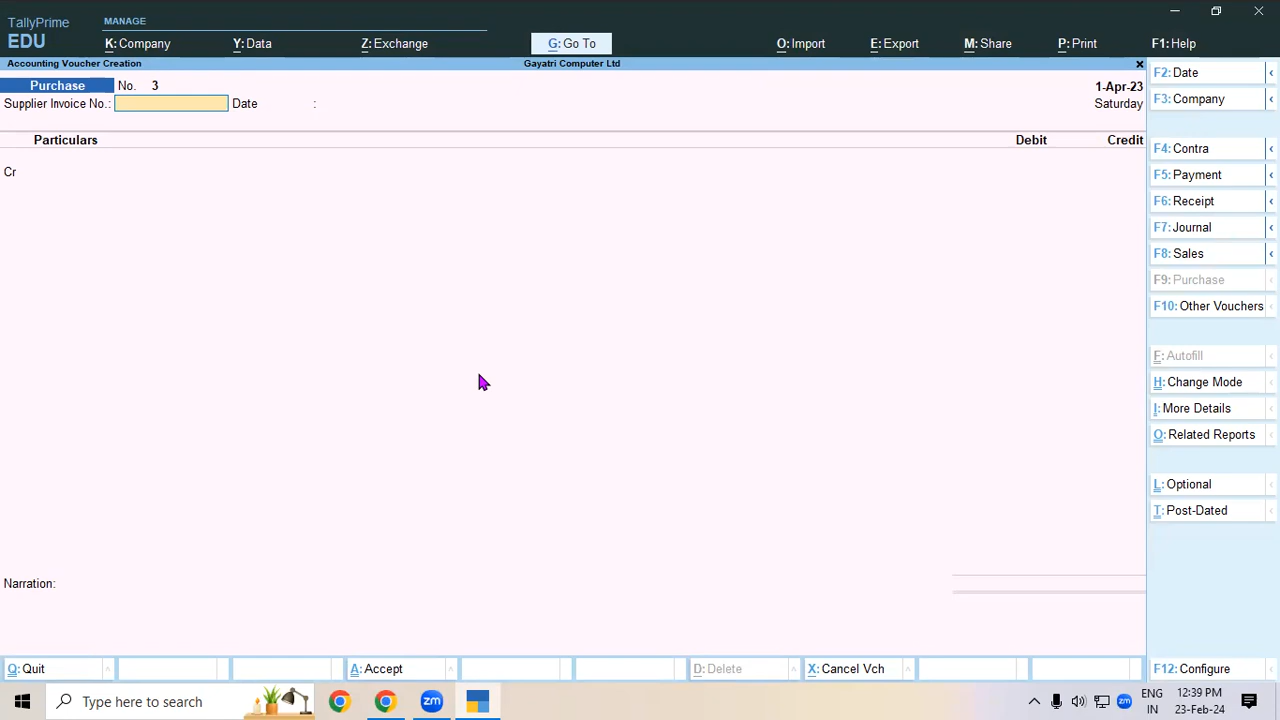 TallyPrime
EDU
MANAGE
K: Company
Y: Data
Z: Exchange
G: Go To
O: Import
E: Export
M: Share
P: Print
F1: Help
Accounting Voucher Creation
Gayatri Computer Ltd
Purchase No. 3
1-Apr-23
Supplier Invoice No.:
Date :
Saturday
Particulars
Debit
Credit
Cr
Narration:
F2: Date
F3: Company
F4: Contra
F5: Payment
F6: Receipt
F7: Journal
F8: Sales
F9: Purchase
F10: Other Vouchers
F: Autofill
H: Change Mode
I: More Details
O: Related Reports
L: Optional
T: Post-Dated
F12: Configure
Q: Quit
A: Accept
D: Delete
X: Cancel Vch
Type here to search
zm
zm
ENG
IN
12:39 PM
23-Feb-24